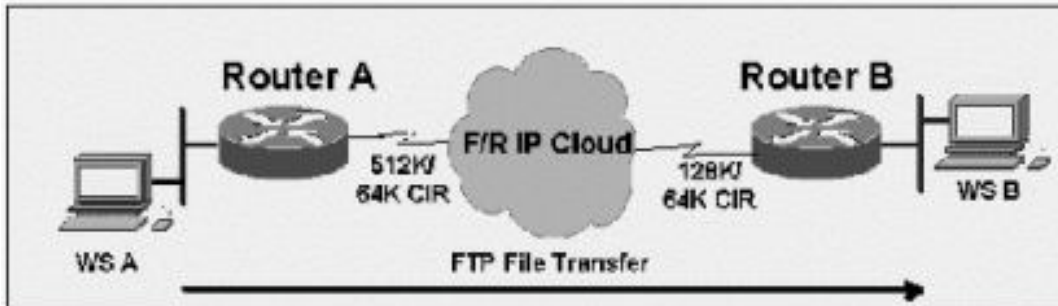 Router A
Router B
F/R IP Cloud
512K/
64K CIR
128K/
64K CIR
WS A
WS B
FTP File Transfer